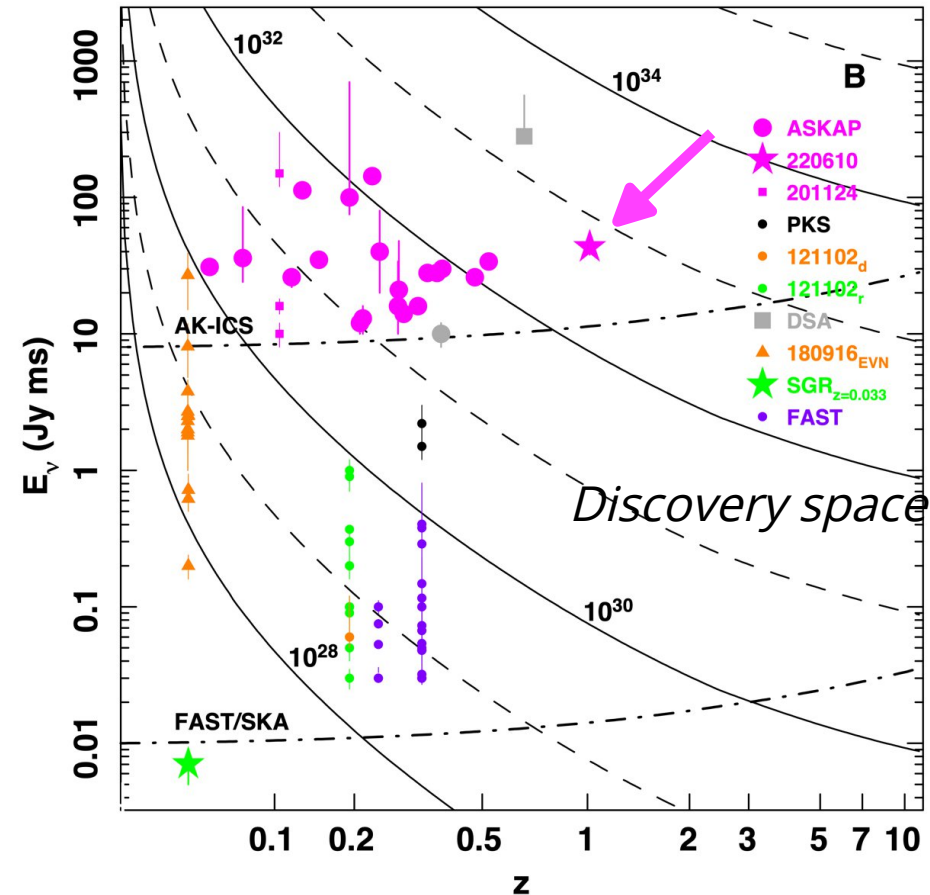 B
10³²
10³⁴
ASKAP
220610
201124
PKS
121102d
121102r
DSA
180916EVN
SGRz=0.033
FAST
AK-ICS
Discovery space
10³⁰
10²⁸
FAST/SKA
Eν (Jy ms)
1000
100
10
1
0.1
0.01
0.1 0.2 0.5 1 2 3 5 7 10
z